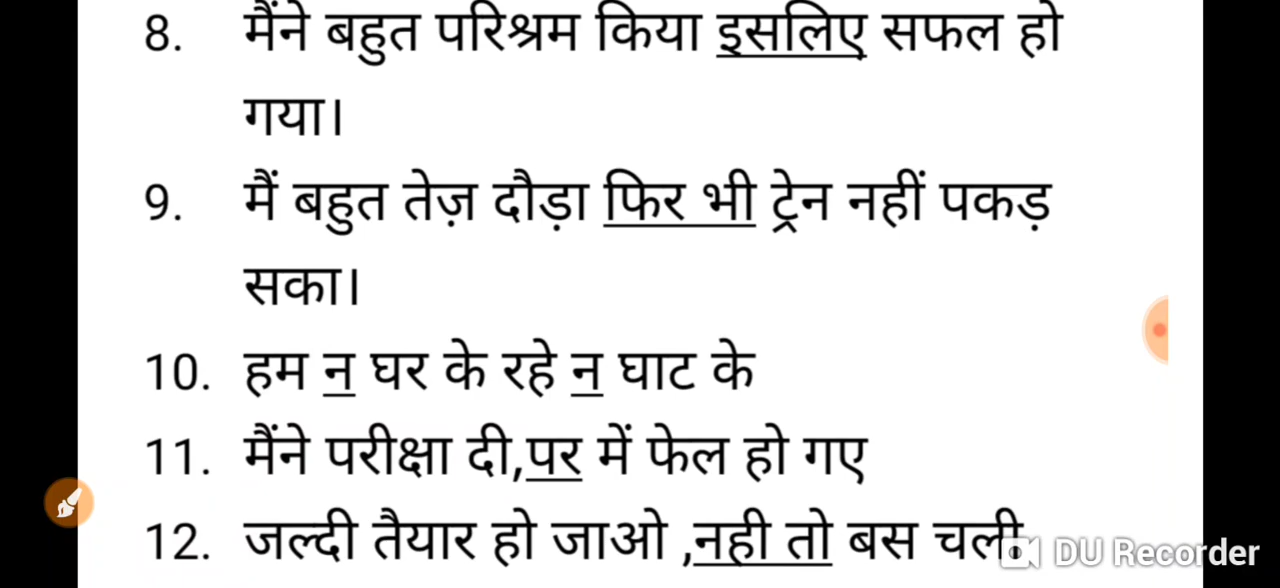 8. मैंने बहुत परिश्रम किया इसलिए सफल हो
गया।
9. मैं बहुत तेज़ दौड़ा फिर भी ट्रेन नहीं पकड़
सका।
10. हम न घर के रहे न घाट के
11. मैंने परीक्षा दी,पर में फेल हो गए
12. जल्दी तैयार हो जाओ ,नही तो बस चली
DU Recorder